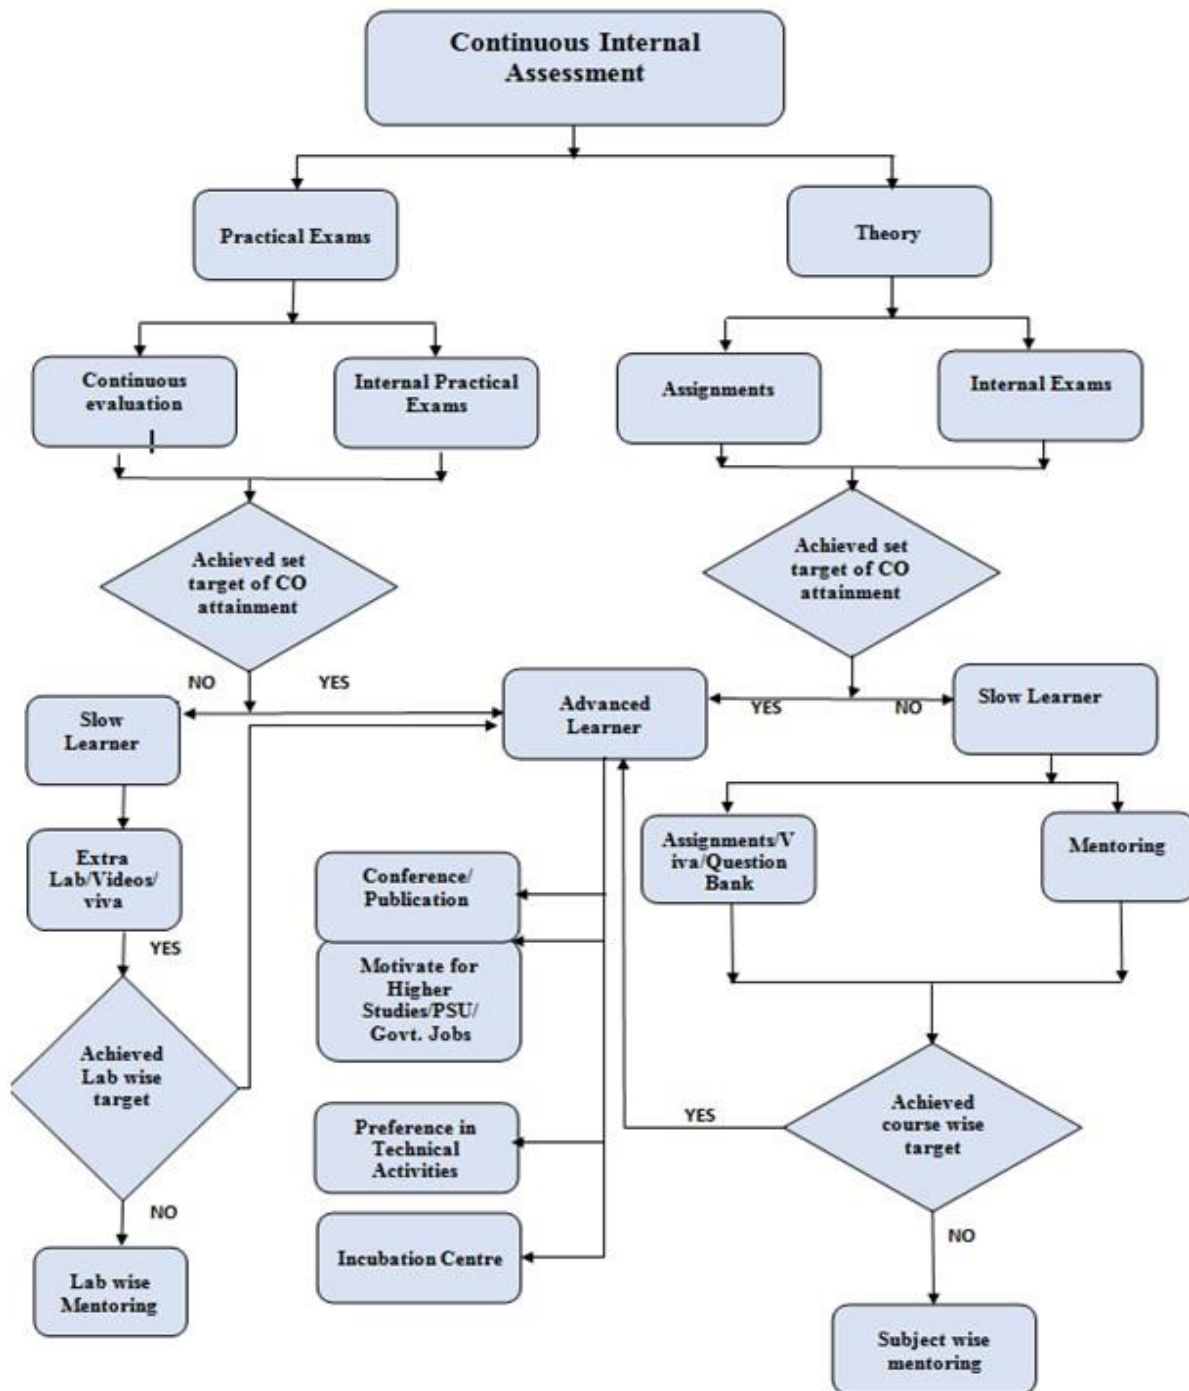 Continuous Internal
Assessment
Practical Exams
Theory
Continuous
evaluation
Internal Practical
Exams
Assignments
Internal Exams
Achieved set
target of CO
attainment
Achieved set
target of CO
attainment
NO
YES
YES
NO
Slow
Learner
Advanced
Learner
Slow Learner
Extra
Lab/Videos/
viva
Conference/
Publication
Assignments/V
iva/Question
Bank
Mentoring
YES
Motivate for
Higher
Studies/PSU/
Govt. Jobs
Achieved
Lab wise
target
Preference in
Technical
Activities
YES
Achieved
course wise
target
NO
NO
Incubation Centre
Lab wise
Mentoring
Subject wise
mentoring